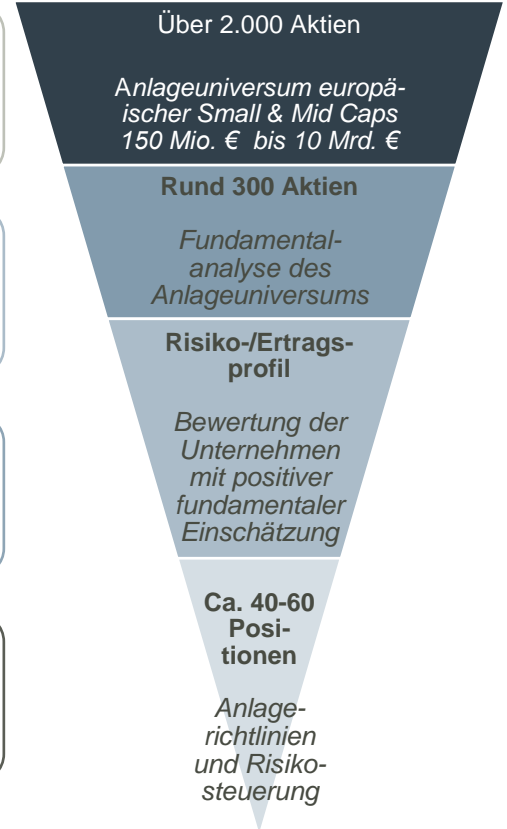 Über 2.000 Aktien
Anlageuniversum europä-
ischer Small & Mid Caps
150 Mio. € bis 10 Mrd. €
Rund 300 Aktien
Fundamental-
analyse des
Anlageuniversums
Risiko-/Ertrags-
profil
Bewertung der
Unternehmen
mit positiver
fundamentaler
Einschätzung
Ca. 40-60
Posi-
tionen
Anlage-
richtlinien
und Risiko-
steuerung